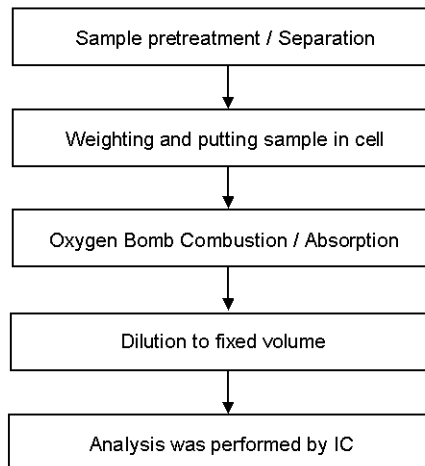 Sample pretreatment / Separation
Weighting and putting sample in cell
Oxygen Bomb Combustion / Absorption
Dilution to fixed volume
Analysis was performed by IC